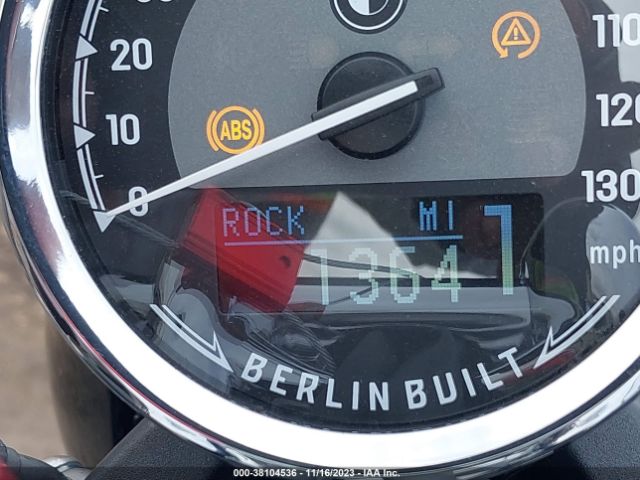 110
20
120
ABS
10
130
0
ROCK MI 1
1364
mph
BERLIN BUILT
000-38104536 - 11/16/2023 - IAA Inc.